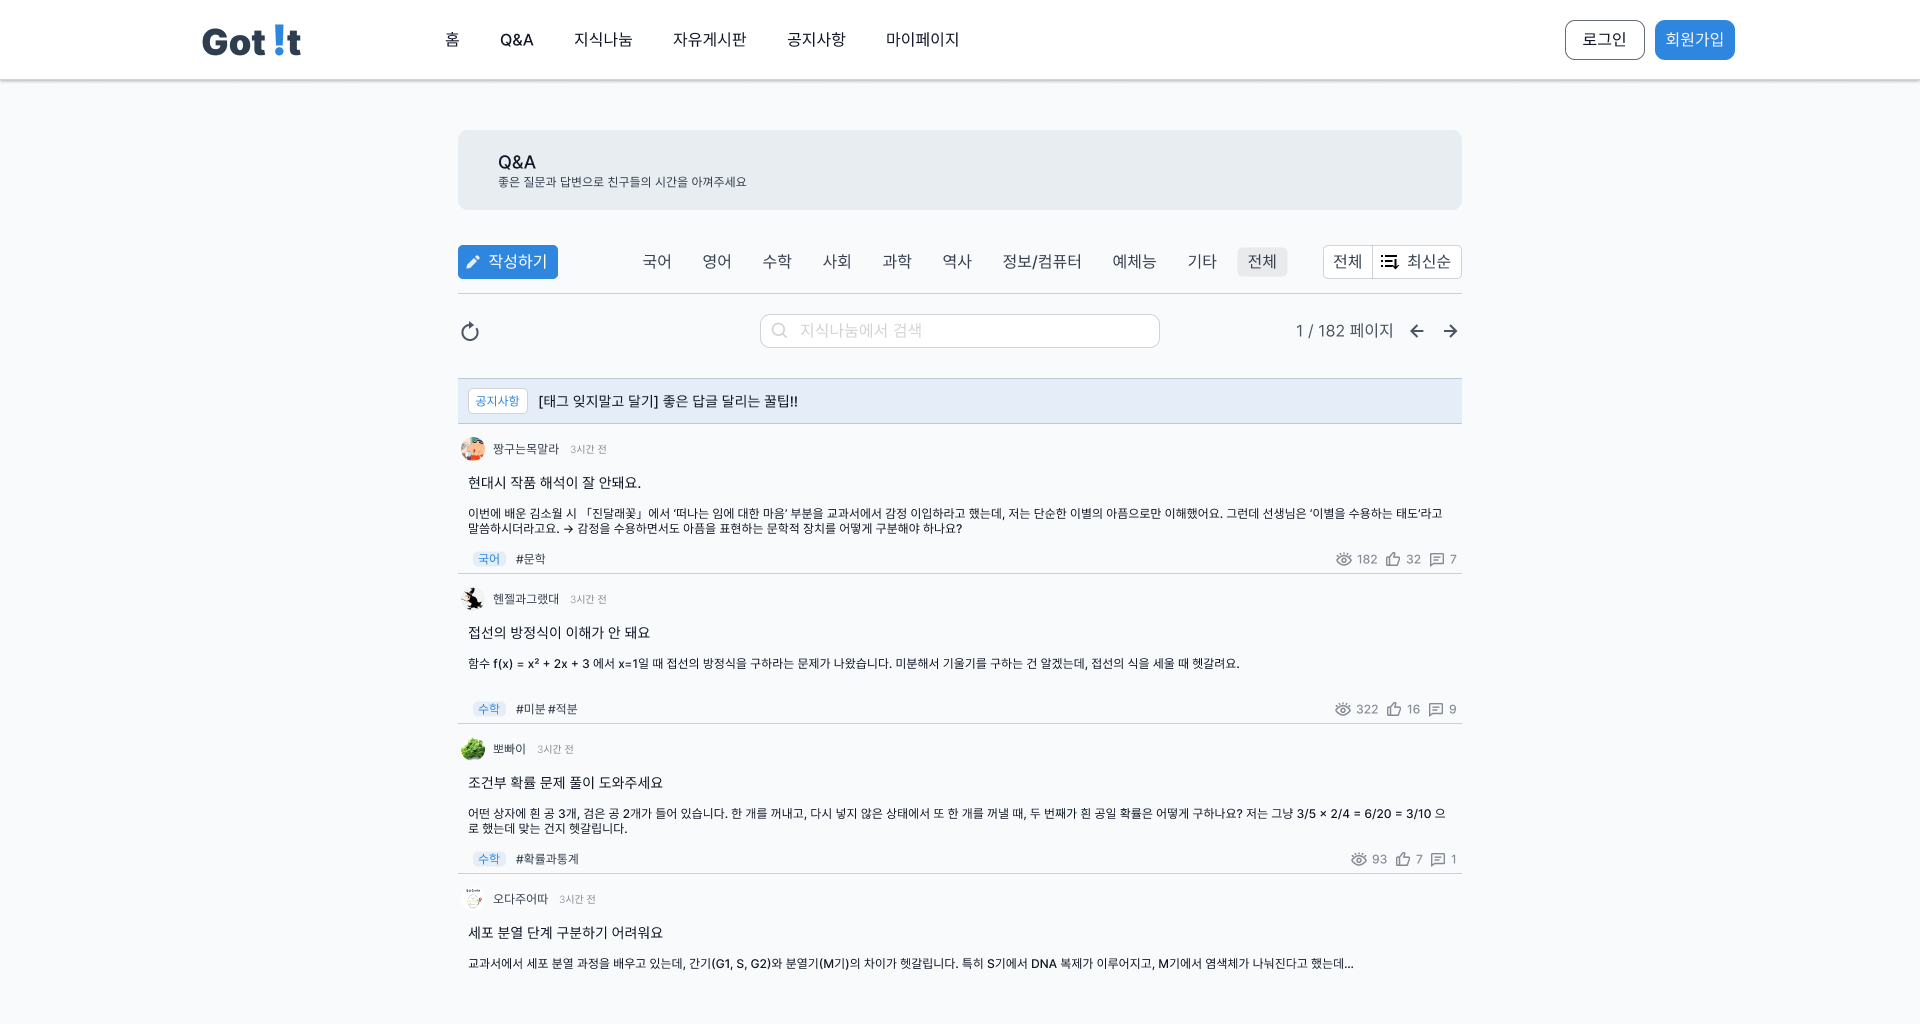 Got !t
홈
Q&A
지식나눔
자유게시판
공지사항
마이페이지
로그인
회원가입
Q&A
좋은 질문과 답변으로 친구들의 시간을 아껴주세요
작성하기
국어
영어
수학
사회
과학
역사
정보/컴퓨터
예체능
기타
전체
전체
최신순
지식나눔에서 검색
1 / 182 페이지
공지사항 [태그 잊지말고 달기] 좋은 답글 달리는 꿀팁!!
짱구는목말라 3시간 전
현대시 작품 해석이 잘 안돼요.
이번에 배운 김소월 시 「진달래꽃」에서 ‘떠나는 임에 대한 마음’ 부분을 교과서에서 감정 이입하라고 했는데, 저는 단순한 이별의 아픔으로만 이해했어요. 그런데 선생님은 ‘이별을 수용하는 태도’라고
말씀하시더라고요. → 감정을 수용하면서도 아픔을 표현하는 문학적 장치를 어떻게 구분해야 하나요?
국어 #문학 182 32 7
헨젤과그랬대 3시간 전
접선의 방정식이 이해가 안 돼요
함수 f(x) = x² + 2x + 3 에서 x=1일 때 접선의 방정식을 구하라는 문제가 나왔습니다. 미분해서 기울기를 구하는 건 알겠는데, 접선의 식을 세울 때 헷갈려요.
수학 #미분 #적분 322 16 9
뽀빠이 3시간 전
조건부 확률 문제 풀이 도와주세요
어떤 상자에 흰 공 3개, 검은 공 2개가 들어 있습니다. 한 개를 꺼내고, 다시 넣지 않은 상태에서 또 한 개를 꺼낼 때, 두 번째가 흰 공일 확률은 어떻게 구하나요? 저는 그냥 3/5 × 2/4 = 6/20 = 3/10 으
로 했는데 맞는 건지 헷갈립니다.
수학 #확률과통계 93 7 1
오다주어따 3시간 전
세포 분열 단계 구분하기 어려워요
교과서에서 세포 분열 과정을 배우고 있는데, 간기(G1, S, G2)와 분열기(M기)의 차이가 헷갈립니다. 특히 S기에서 DNA 복제가 이루어지고, M기에서 염색체가 나눠진다고 했는데...